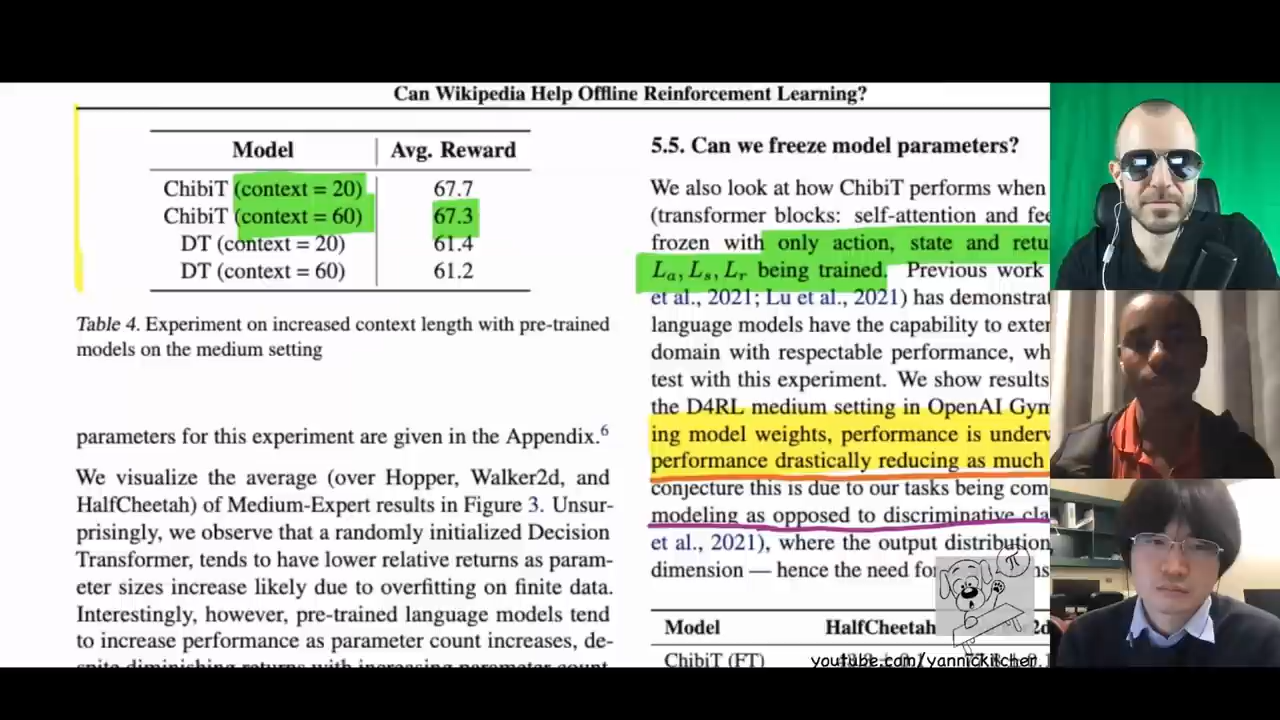 Can Wikipedia Help Offline Reinforcement Learning?
Model Avg. Reward
ChibiT (context = 20) 67.7
ChibiT (context = 60) 67.3
DT (context = 20) 61.4
DT (context = 60) 61.2
Table 4. Experiment on increased context length with pre-trained
models on the medium setting
parameters for this experiment are given in the Appendix.6
We visualize the average (over Hopper, Walker2d, and
HalfCheetah) of Medium-Expert results in Figure 3. Unsur-
prisingly, we observe that a randomly initialized Decision
Transformer, tends to have lower relative returns as param-
eter sizes increase likely due to overfitting on finite data.
Interestingly, however, pre-trained language models tend
to increase performance as parameter count increases, de-
spite diminishing returns with increasing parameter count.
5.5. Can we freeze model parameters?
We also look at how ChibiT performs when
(transformer blocks: self-attention and fee
frozen with only action, state and retu
La, Ls, Lr being trained. Previous work
et al., 2021; Lu et al., 2021) has demonstrat
language models have the capability to exten
domain with respectable performance, wh
test with this experiment. We show results
the D4RL medium setting in OpenAI Gym
ing model weights, performance is underw
performance drastically reducing as much
conjecture this is due to our tasks being com
modeling as opposed to discriminative cla
et al., 2021), where the output distribution
dimension — hence the need for
π
Model HalfCheetah 2d
ChibiT (FT)
youtube.com/yannickilcher